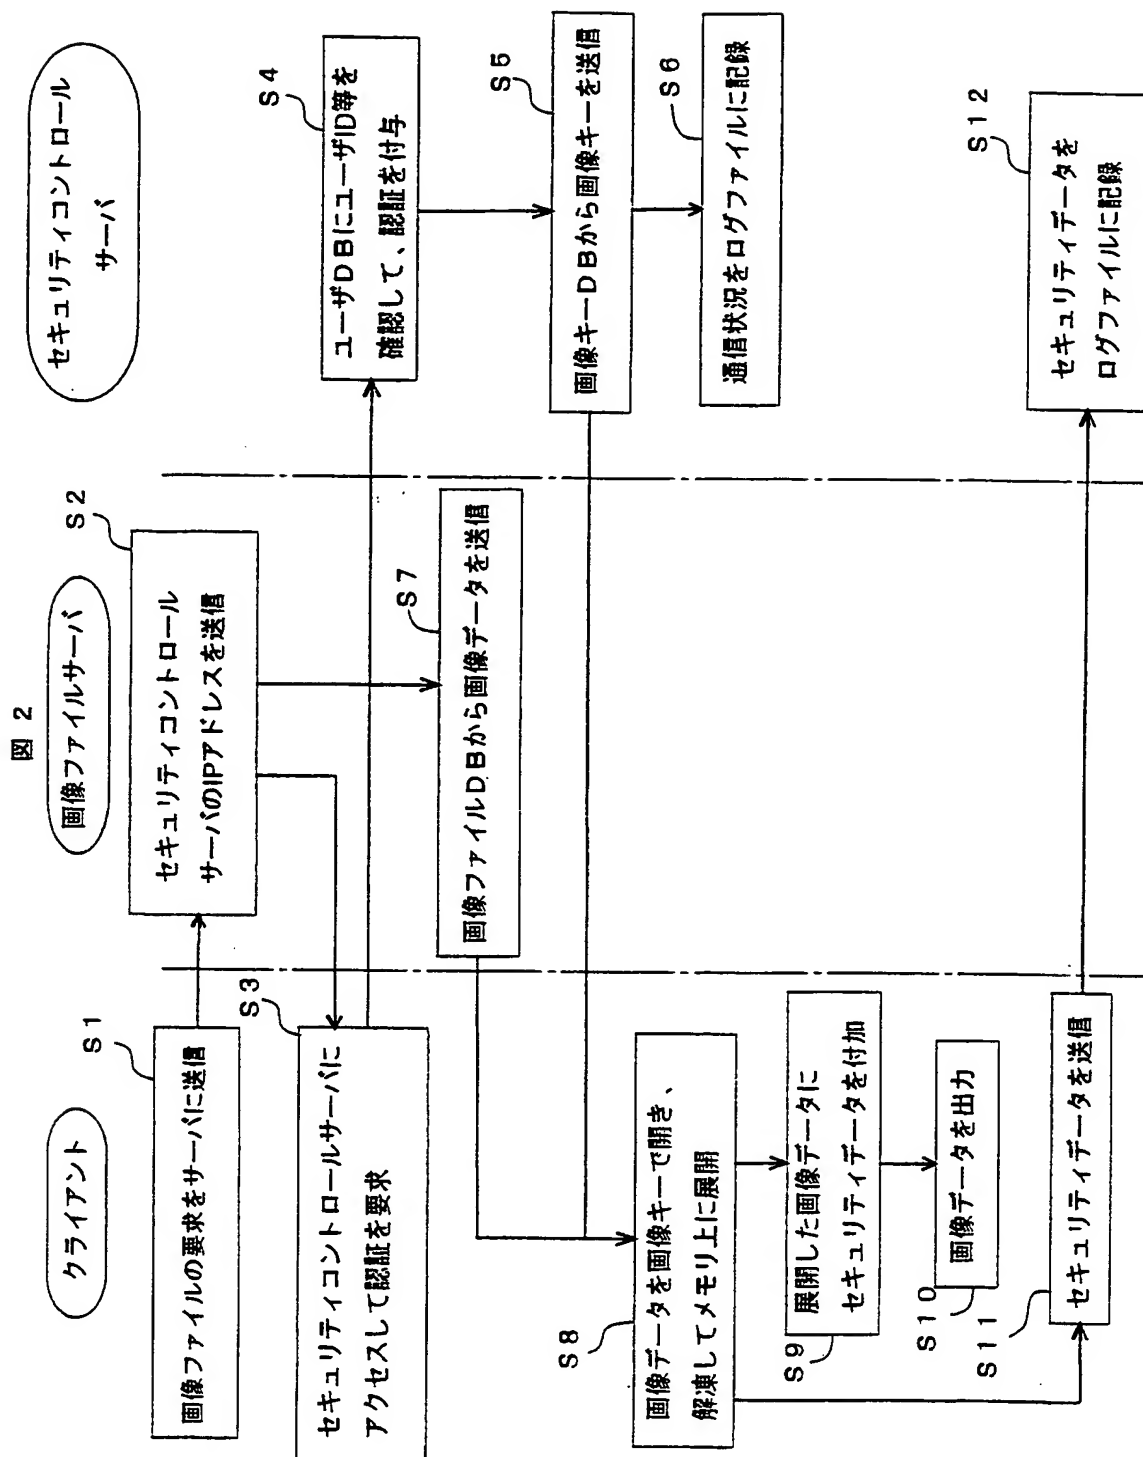 図 2
クライアント
画像ファイルサーバ
セキュリティコントロール
サーバ
S1
画像ファイルの要求をサーバに送信
S2
セキュリティコントロール
サーバのIPアドレスを送信
S3
セキュリティコントロールサーバに
アクセスして認証を要求
S4
ユーザDBにユーザID等を
確認して、認証を付与
S5
画像キーDBから画像キーを送信
S6
通信状況をログファイルに記録
S7
画像ファイルDBから画像データを送信
S8
画像データを画像キーで開き、
解凍してメモリ上に展開
S9
展開した画像データに
セキュリティデータを付加
S10
画像データを出力
S11
セキュリティデータを送信
S12
セキュリティデータを
ログファイルに記録